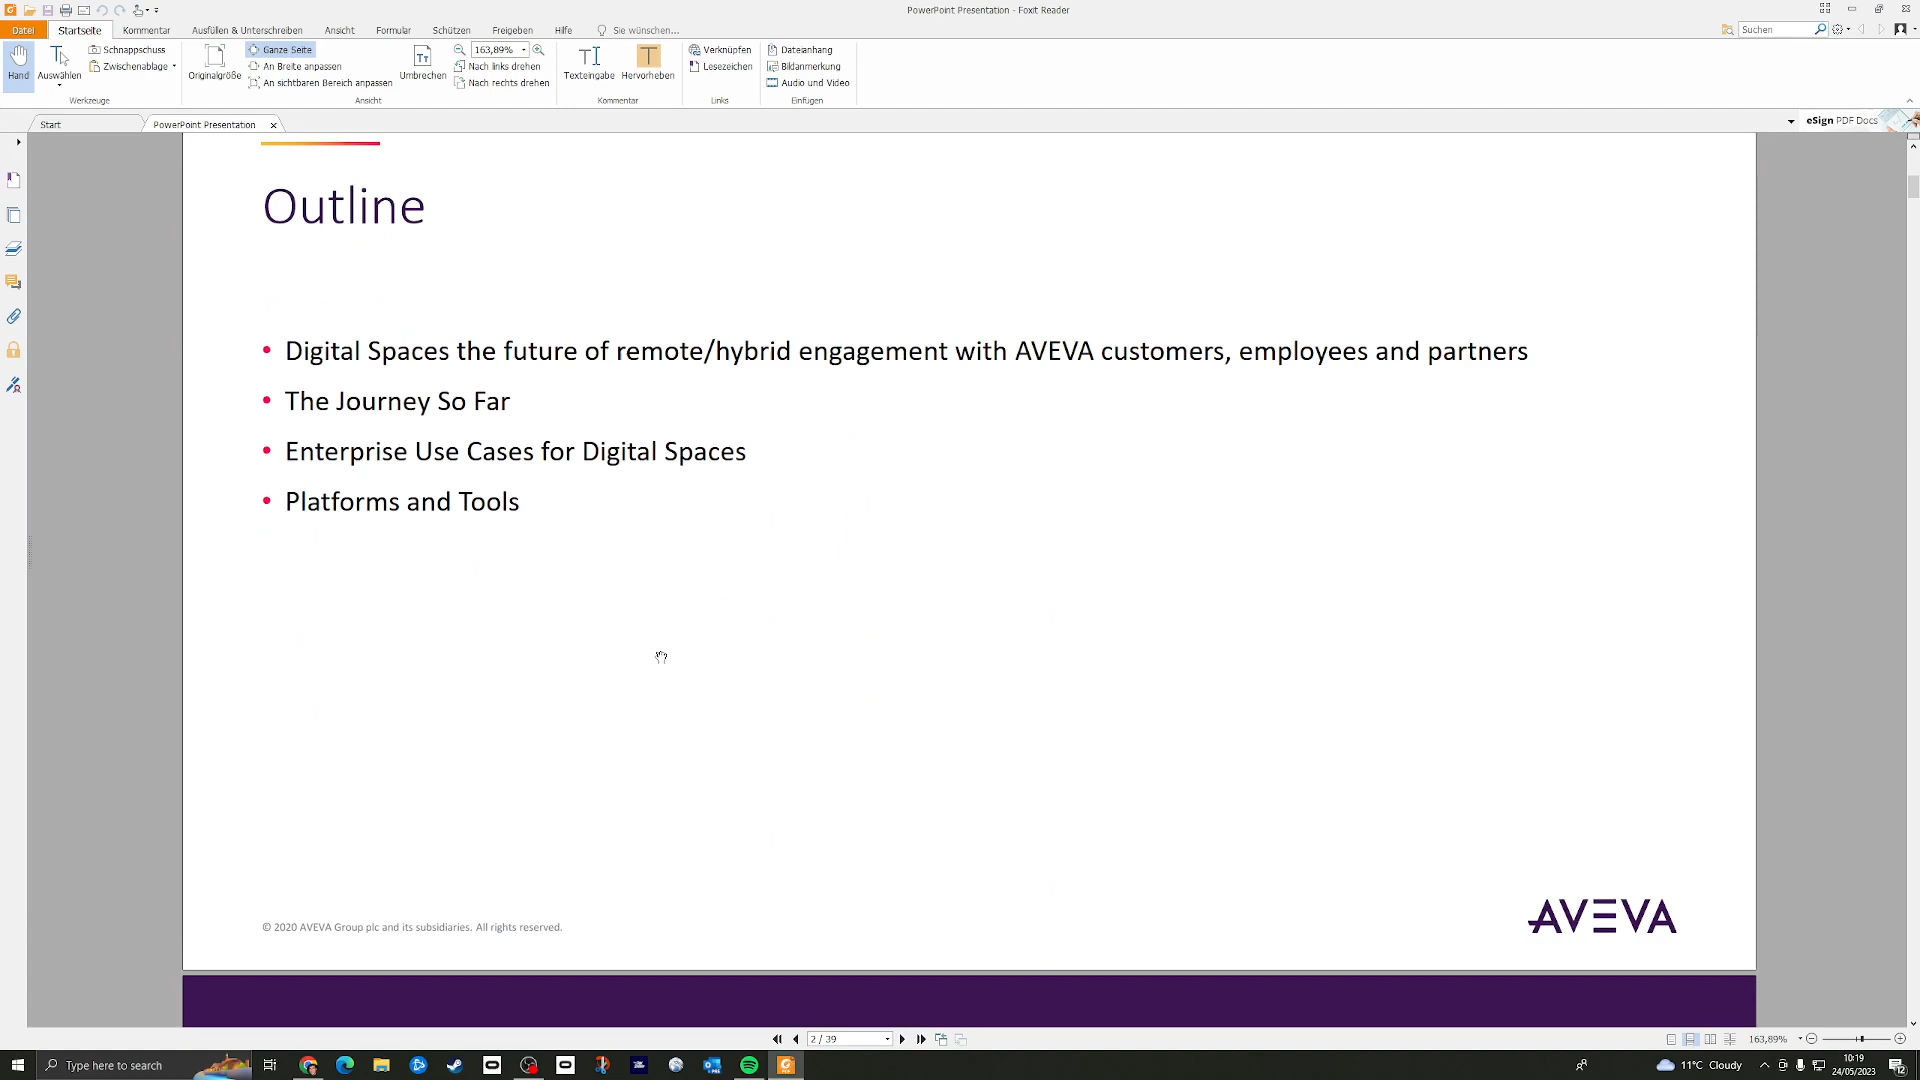 PowerPoint Presentation - Foxit Reader
Datei Startseite Kommentar Ausfüllen & Unterschreiben Ansicht Formular Schützen Freigeben Hilfe Sie wünschen... Suchen
Hand
Auswählen
Schnappschuss
Zwischenablage
Werkzeuge
Originalgröße
Ganze Seite
An Breite anpassen
An sichtbaren Bereich anpassen
Umbrechen
163,89%
Nach links drehen
Nach rechts drehen
Ansicht
Texteingabe
Hervorheben
Kommentar
Verknüpfen
Lesezeichen
Links
Dateianhang
Bildanmerkung
Audio und Video
Einfügen
Start PowerPoint Presentation eSign PDF Docs
Outline
• Digital Spaces the future of remote/hybrid engagement with AVEVA customers, employees and partners
• The Journey So Far
• Enterprise Use Cases for Digital Spaces
• Platforms and Tools
© 2020 AVEVA Group plc and its subsidiaries. All rights reserved.
AVEVA
2 / 39 163,89%
Type here to search 11°C Cloudy
10:19
24/05/2023
12